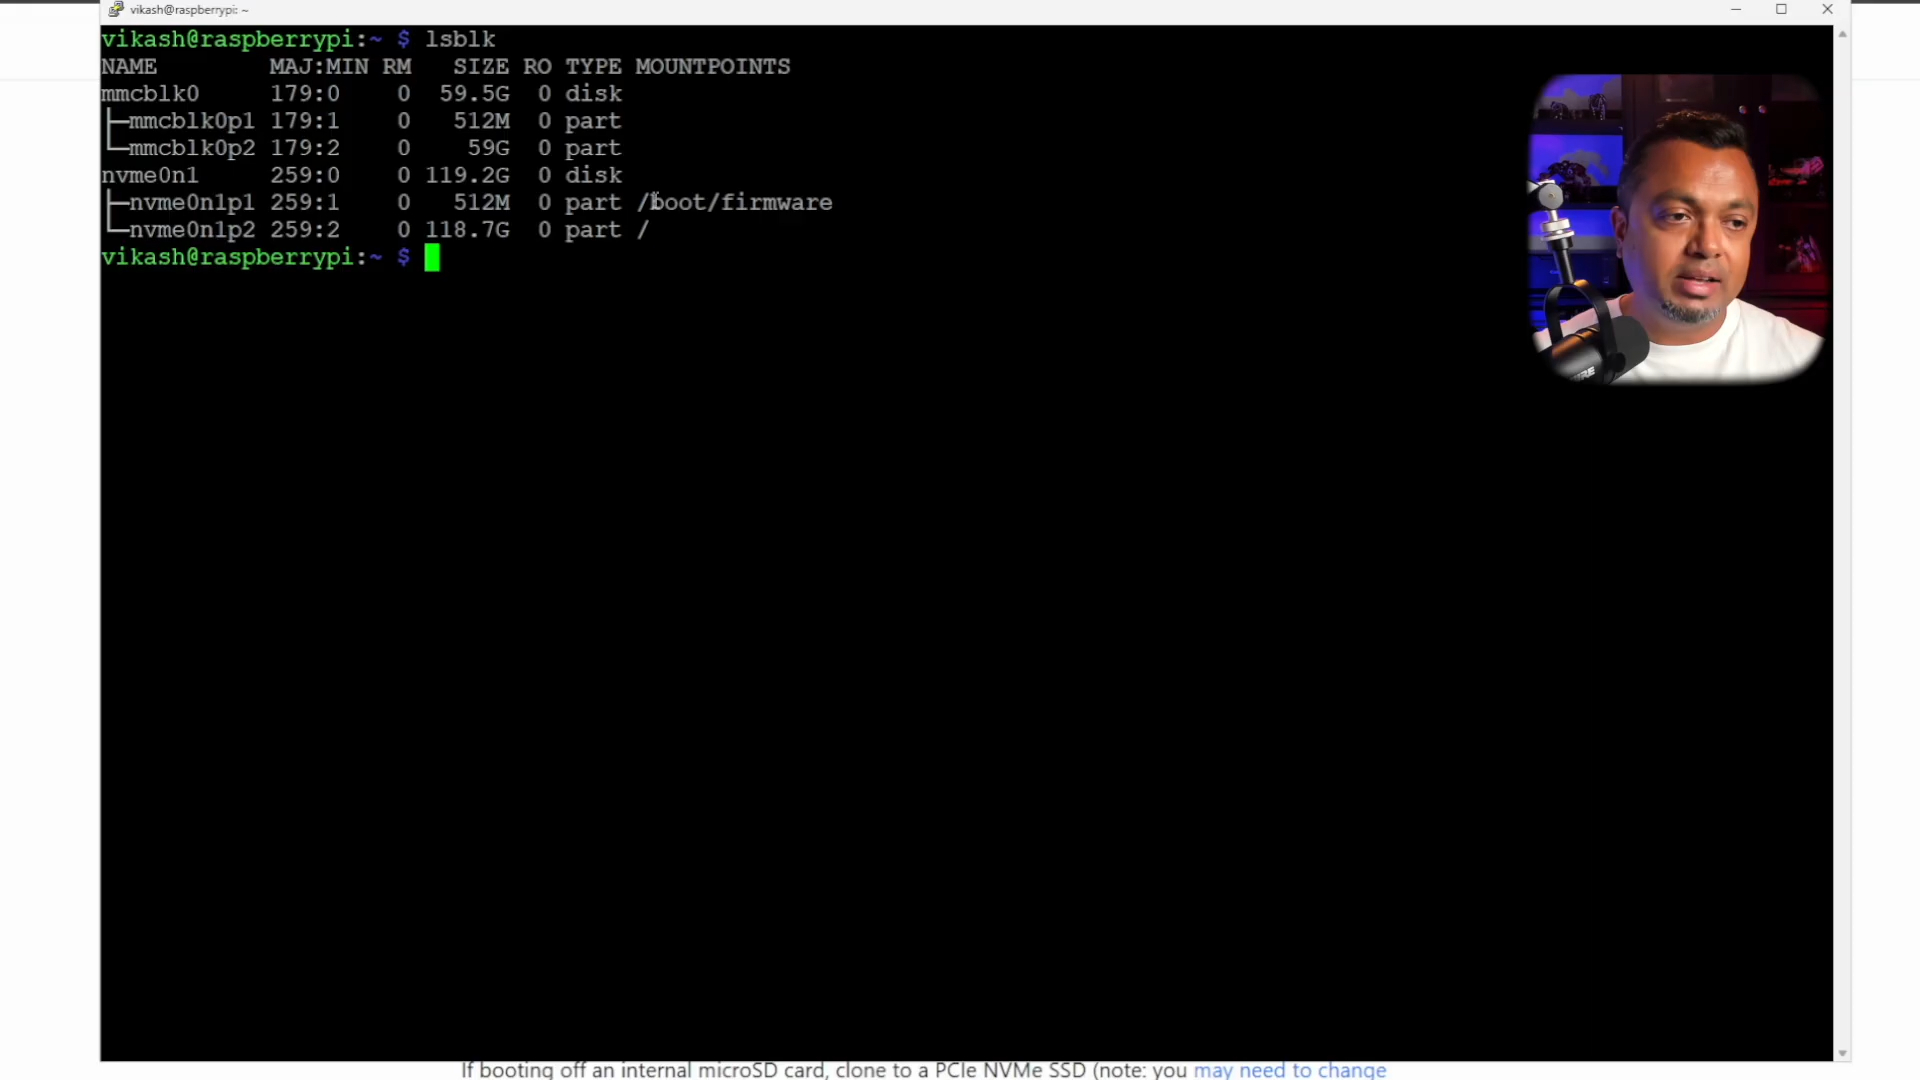 vikash@raspberrypi: ~
vikash@raspberrypi:~ $ lsblk
NAME        MAJ:MIN RM   SIZE RO TYPE MOUNTPOINTS
mmcblk0     179:0    0  59.5G  0 disk
├─mmcblk0p1 179:1    0   512M  0 part
└─mmcblk0p2 179:2    0    59G  0 part
nvme0n1     259:0    0 119.2G  0 disk
├─nvme0n1p1 259:1    0   512M  0 part /boot/firmware
└─nvme0n1p2 259:2    0 118.7G  0 part /
vikash@raspberrypi:~ $
If booting off an internal microSD card, clone to a PCIe NVMe SSD (note: you may need to change